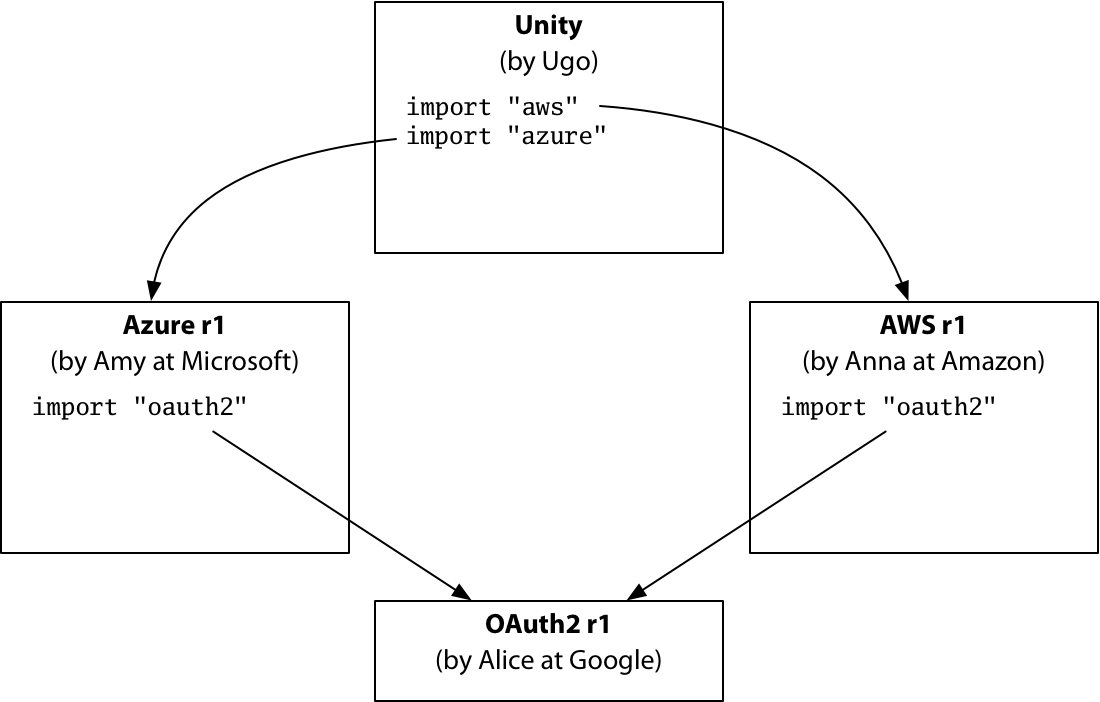 Unity
(by Ugo)
import "aws"
import "azure"
Azure r1
(by Amy at Microsoft)
import "oauth2"
AWS r1
(by Anna at Amazon)
import "oauth2"
OAuth2 r1
(by Alice at Google)